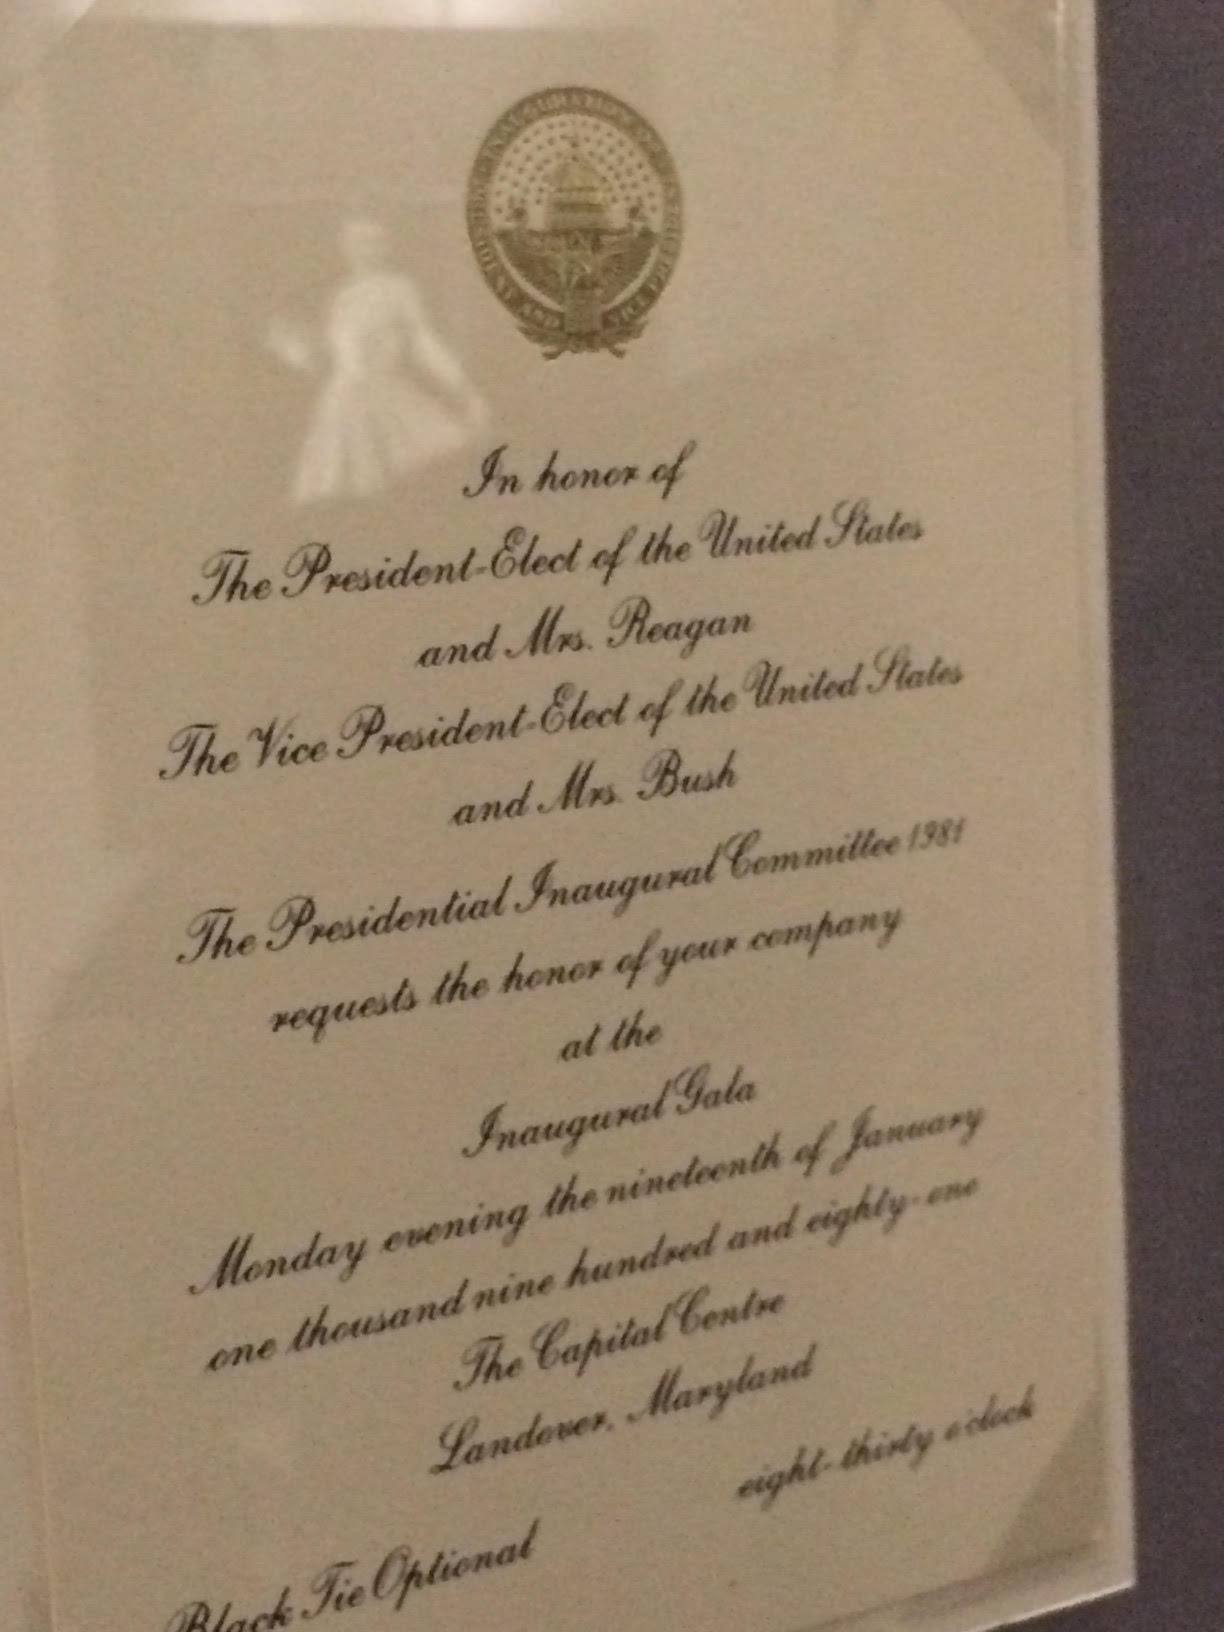 In honor of
The President-Elect of the United States
and Mrs. Reagan
The Vice President-Elect of the United States
and Mrs. Bush
The Presidential Inaugural Committee 1981
requests the honor of your company
at the
Inaugural Gala
Monday evening the nineteenth of January
one thousand nine hundred and eighty-one
The Capital Centre
Landover, Maryland
eight-thirty o'clock
Black Tie Optional